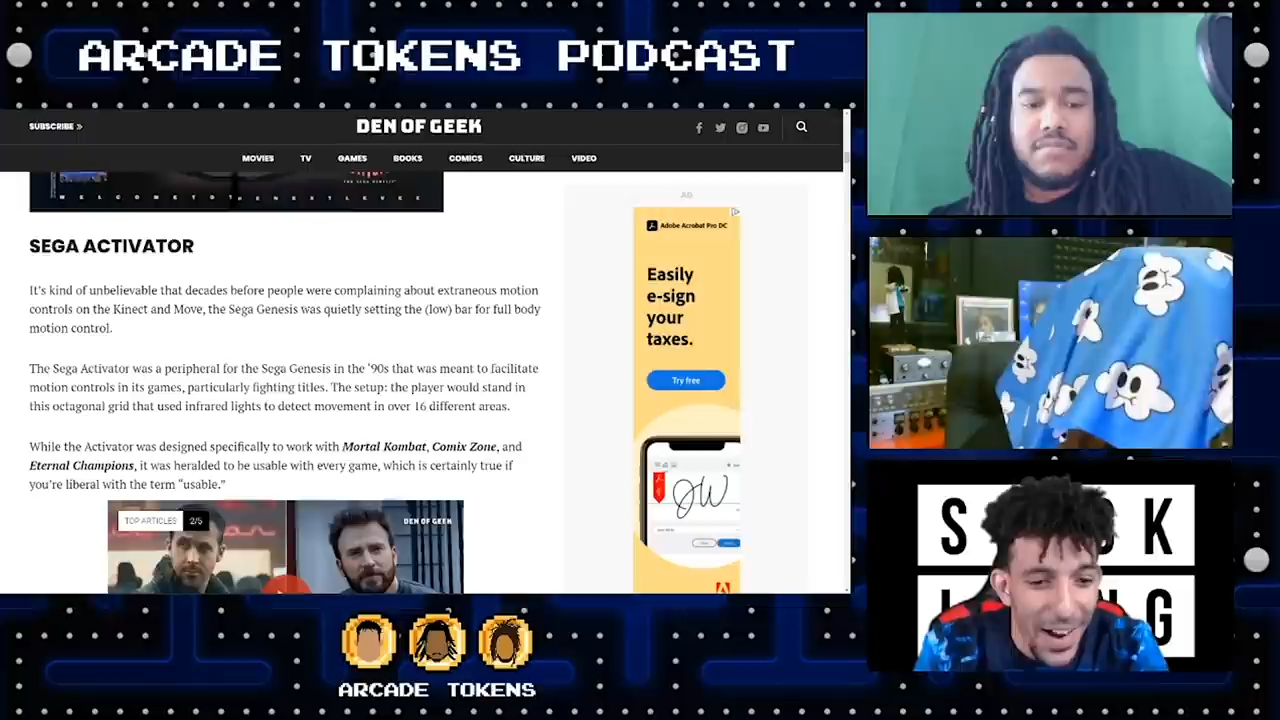 ARCADE TOKENS PODCAST
SUBSCRIBE >>
DEN OF GEEK
MOVIES TV GAMES BOOKS COMICS CULTURE VIDEO
WELCOME TO THE NEXT LEVEL
SEGA ACTIVATOR
It's kind of unbelievable that decades before people were complaining about extraneous motion
controls on the Kinect and Move, the Sega Genesis was quietly setting the (low) bar for full body
motion control.
The Sega Activator was a peripheral for the Sega Genesis in the '90s that was meant to facilitate
motion controls in its games, particularly fighting titles. The setup: the player would stand in
this octagonal grid that used infrared lights to detect movement in over 16 different areas.
While the Activator was designed specifically to work with Mortal Kombat, Comix Zone, and
Eternal Champions, it was heralded to be usable with every game, which is certainly true if
you're liberal with the term “usable.”
TOP ARTICLES 2/5
DEN OF GEEK
AD
Adobe Acrobat Pro DC
Easily
e-sign
your
taxes.
Try free
S K
G
ARCADE TOKENS